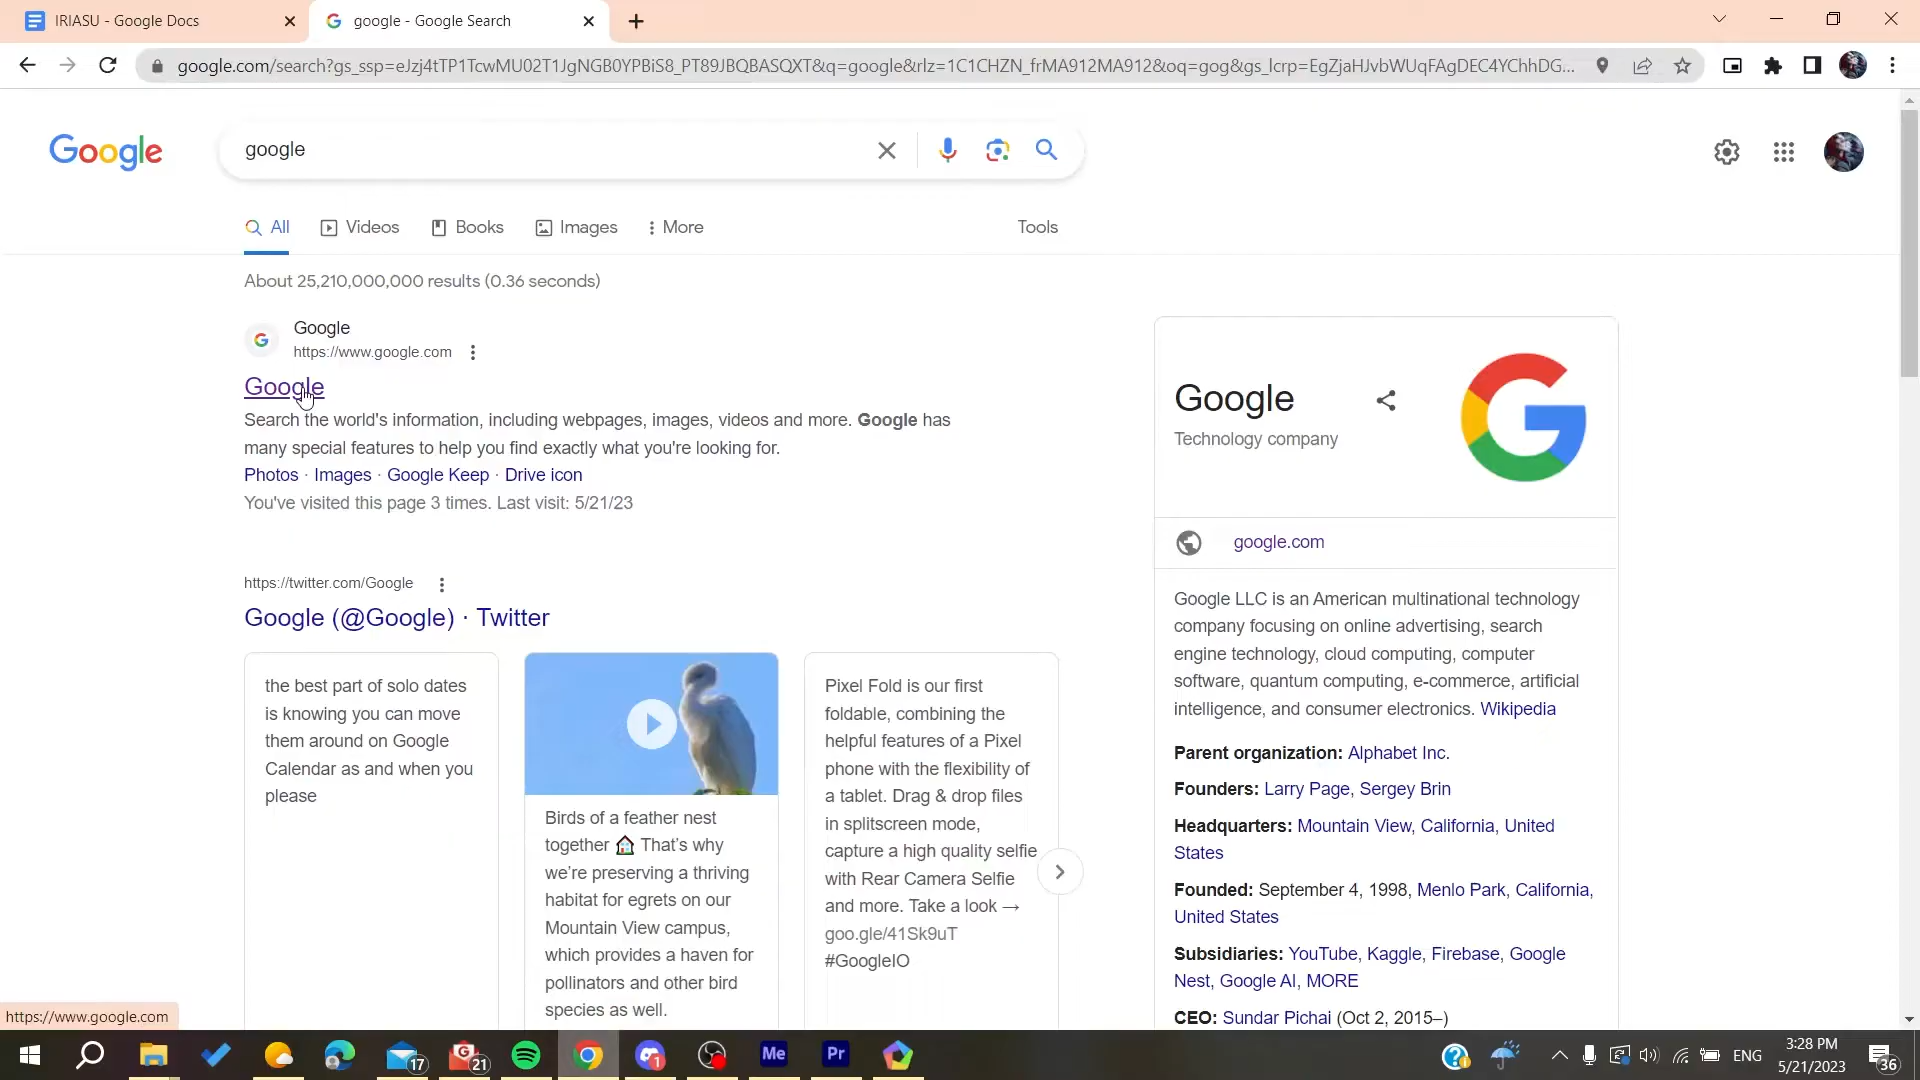 IRIASU - Google Docs
google - Google Search
google.com/search?gs_ssp=eJzj4tTP1TcwMU02T1JgNGB0YPBiS8_PT89JBQBASQXT&q=google&rlz=1C1CHZN_frMA912MA912&oq=gog&gs_lcrp=EgZjaHJvbWUqFAgDEC4YChhDG...
Google
google
All
Videos
Books
Images
More
Tools
About 25,210,000,000 results (0.36 seconds)
Google
https://www.google.com
Google
Search the world's information, including webpages, images, videos and more. Google has
many special features to help you find exactly what you're looking for.
Photos · Images · Google Keep · Drive icon
You've visited this page 3 times. Last visit: 5/21/23
https://twitter.com/Google
Google (@Google) · Twitter
the best part of solo dates
is knowing you can move
them around on Google
Calendar as and when you
please
Birds of a feather nest
together 🏠 That's why
we're preserving a thriving
habitat for egrets on our
Mountain View campus,
which provides a haven for
pollinators and other bird
species as well.
Pixel Fold is our first
foldable, combining the
helpful features of a Pixel
phone with the flexibility of
a tablet. Drag & drop files
in splitscreen mode,
capture a high quality selfie
with Rear Camera Selfie
and more. Take a look →
goo.gle/41Sk9uT
#GoogleIO
Google
Technology company
google.com
Google LLC is an American multinational technology
company focusing on online advertising, search
engine technology, cloud computing, computer
software, quantum computing, e-commerce, artificial
intelligence, and consumer electronics. Wikipedia
Parent organization: Alphabet Inc.
Founders: Larry Page, Sergey Brin
Headquarters: Mountain View, California, United
States
Founded: September 4, 1998, Menlo Park, California,
United States
Subsidiaries: YouTube, Kaggle, Firebase, Google
Nest, Google AI, MORE
CEO: Sundar Pichai (Oct 2, 2015–)
https://www.google.com
17
21
1
Me
Pr
ENG
3:28 PM
5/21/2023
36